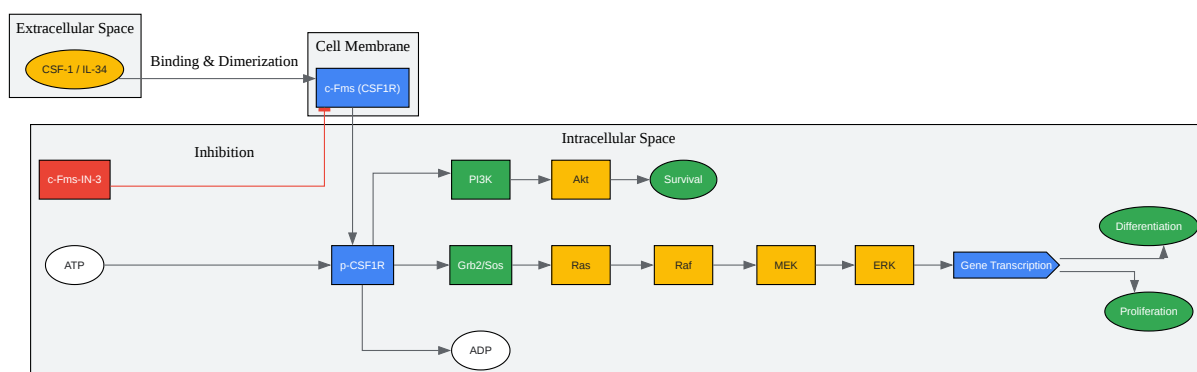 Extracellular Space
CSF-1 / IL-34
Binding & Dimerization
Cell Membrane
c-Fms (CSF1R)
Intracellular Space
Inhibition
c-Fms-IN-3
PI3K
Akt
Survival
ATP
p-CSF1R
Grb2/Sos
Ras
Raf
MEK
ERK
Gene Transcription
Differentiation
Proliferation
ADP